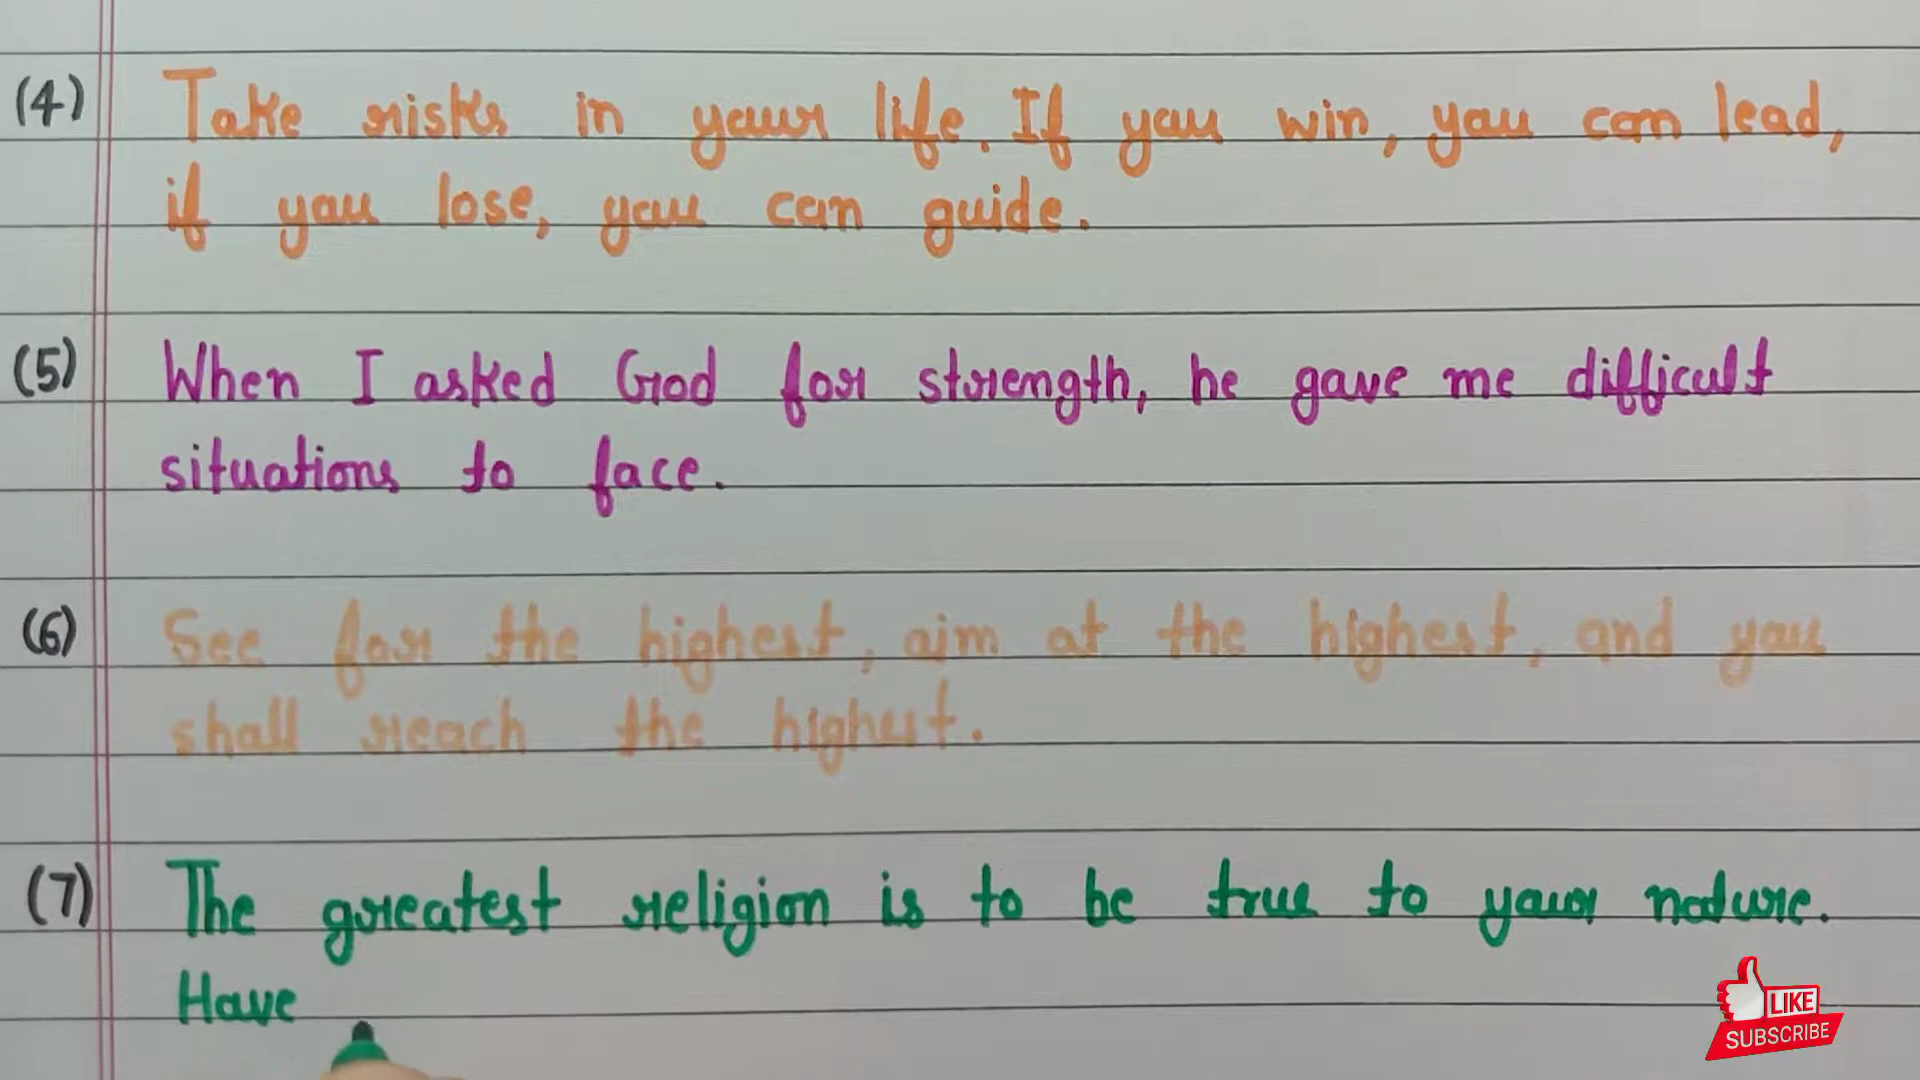 (4) Take risks in your life. If you win, you can lead,
if you lose, you can guide.
(5) When I asked God for strength, he gave me difficult
situations to face.
(6) See for the highest, aim at the highest, and you
shall reach the highest.
(7) The greatest religion is to be true to your nature.
Have
LIKE
SUBSCRIBE